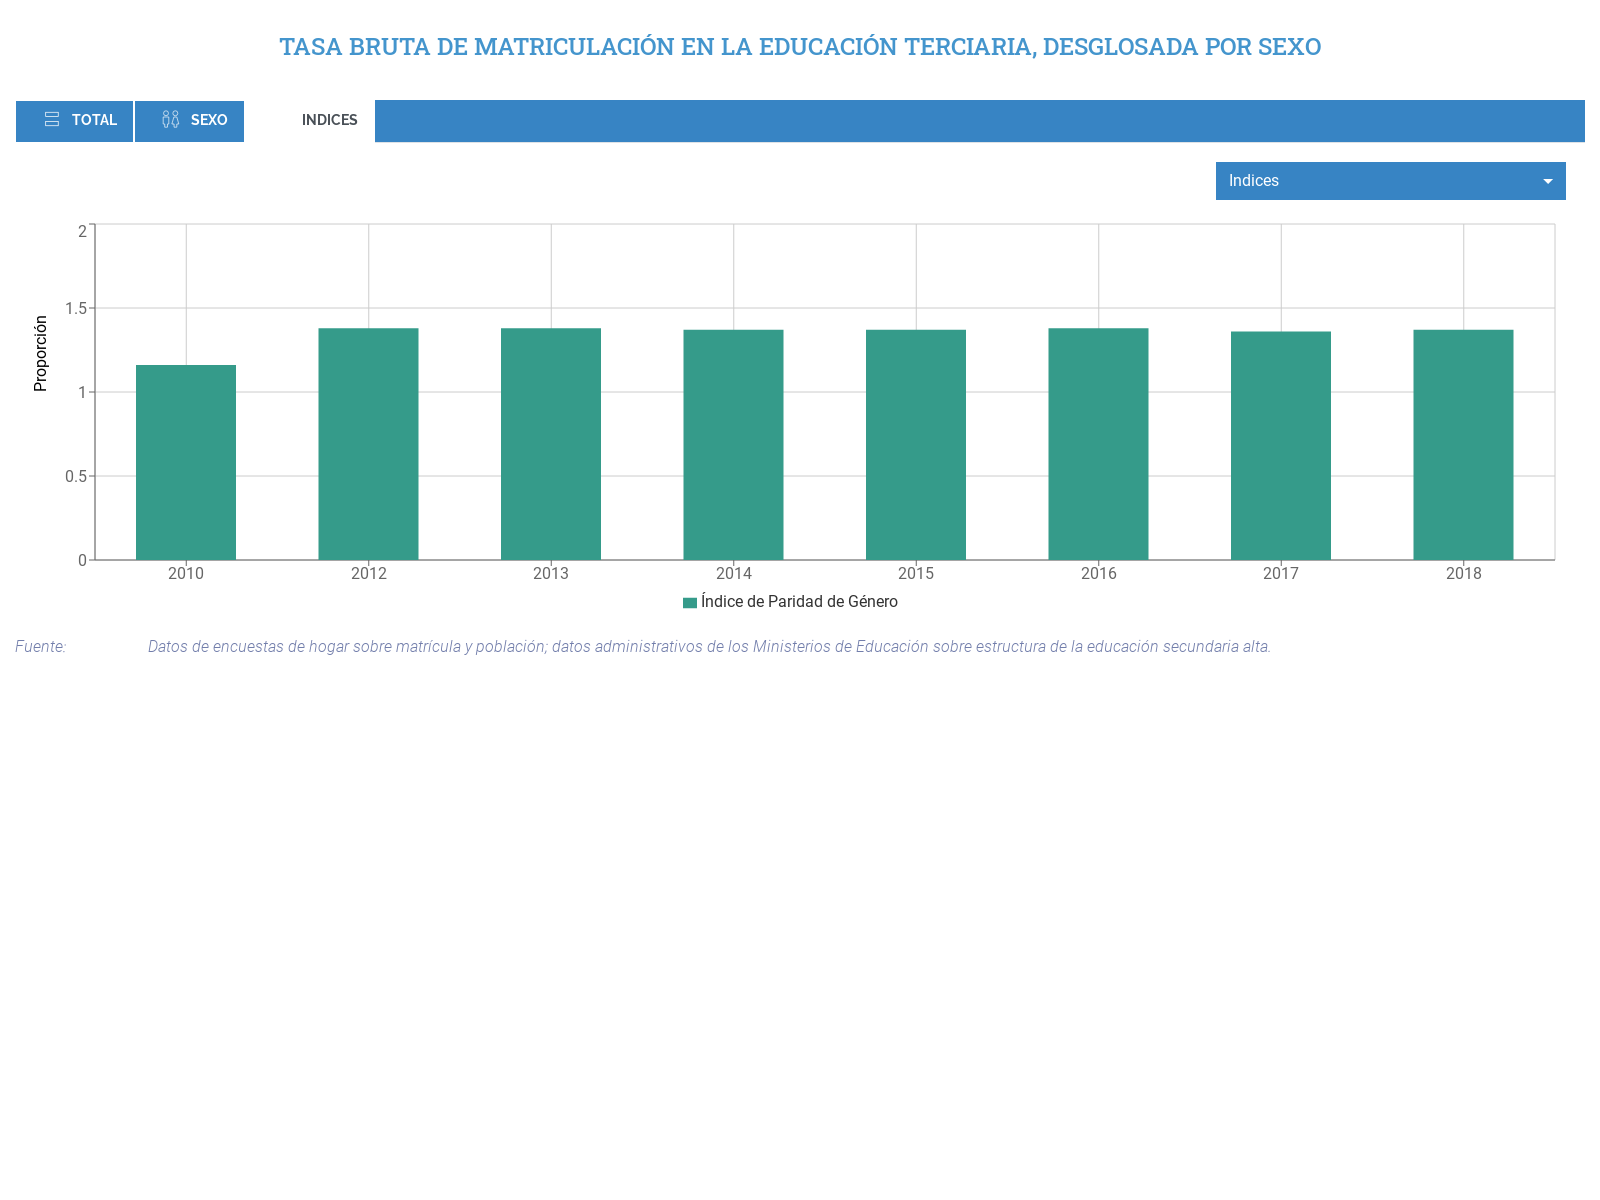 TASA BRUTA DE MATRICULACIÓN EN LA EDUCACIÓN TERCIARIA, DESGLOSADA POR SEXO
TOTAL SEXO INDICES
Indices
2
1.5
1
0.5
0
Proporción
2010 2012 2013 2014 2015 2016 2017 2018
Índice de Paridad de Género
Fuente: Datos de encuestas de hogar sobre matrícula y población; datos administrativos de los Ministerios de Educación sobre estructura de la educación secundaria alta.